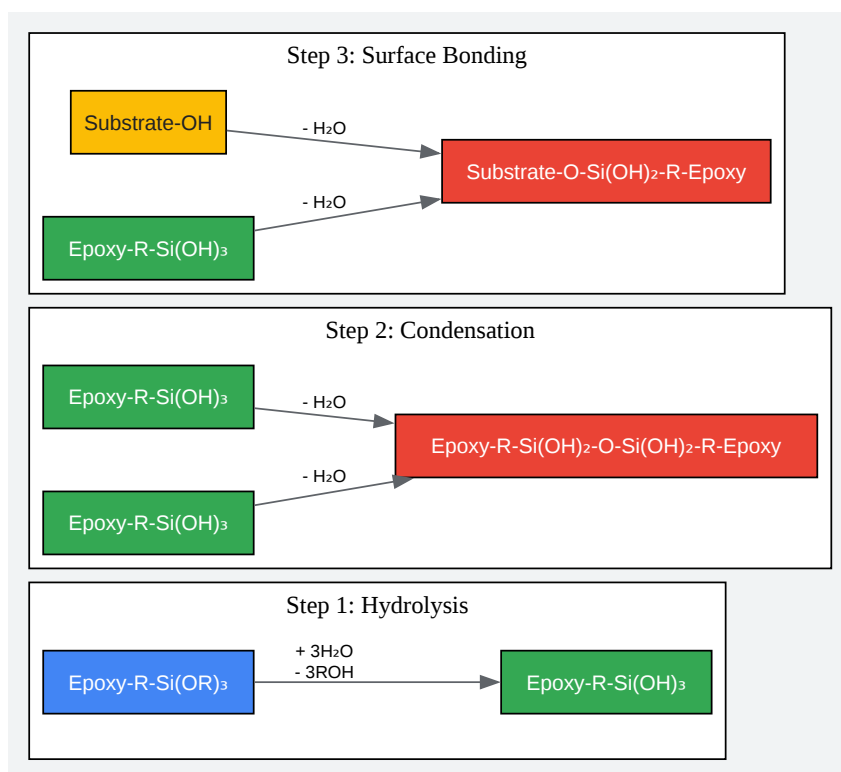 Step 3: Surface Bonding
Substrate-OH
- H₂O
Substrate-O-Si(OH)₂-R-Epoxy
- H₂O
Epoxy-R-Si(OH)₃
Step 2: Condensation
Epoxy-R-Si(OH)₃
- H₂O
Epoxy-R-Si(OH)₂-O-Si(OH)₂-R-Epoxy
- H₂O
Epoxy-R-Si(OH)₃
Step 1: Hydrolysis
Epoxy-R-Si(OR)₃
+ 3H₂O
- 3ROH
Epoxy-R-Si(OH)₃